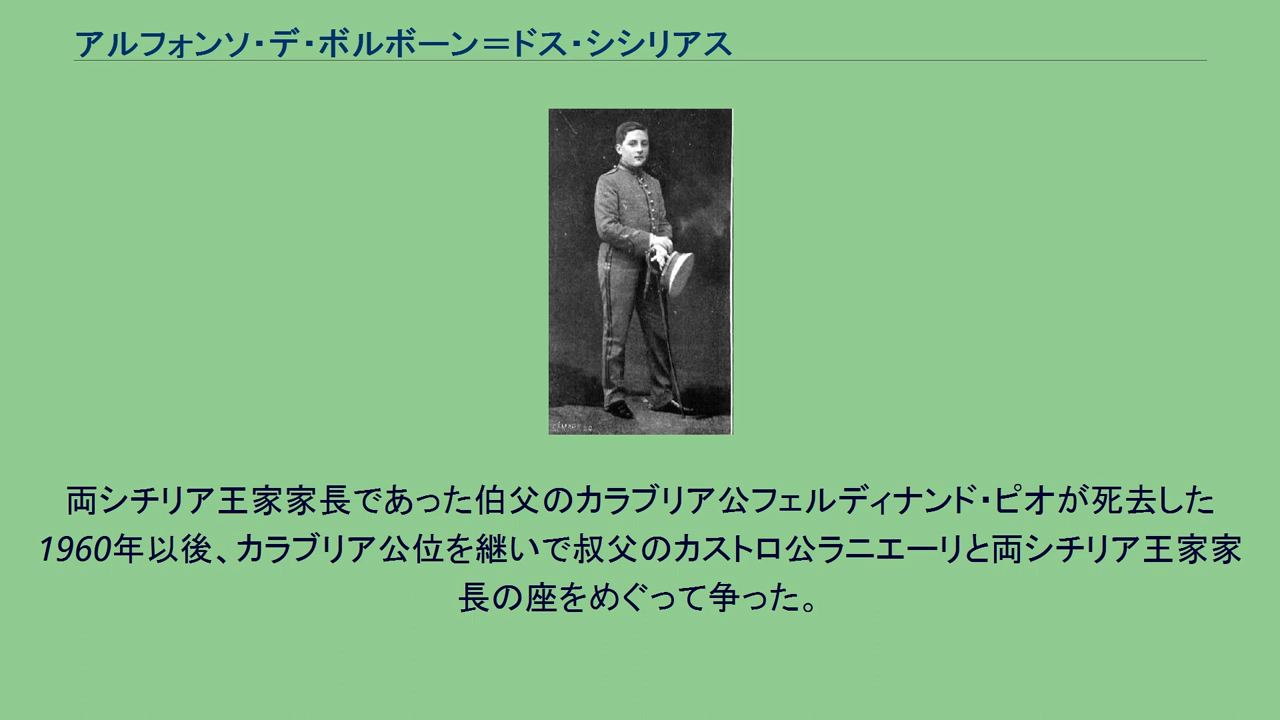 アルフォンソ・デ・ボルボーン＝ドス・シシリアス
両シチリア王家家長であった伯父のカラブリア公フェルディナンド・ピオが死去した
1960年以後、カラブリア公位を継いで叔父のカストロ公ラニエーリと両シチリア王家家
長の座をめぐって争った。